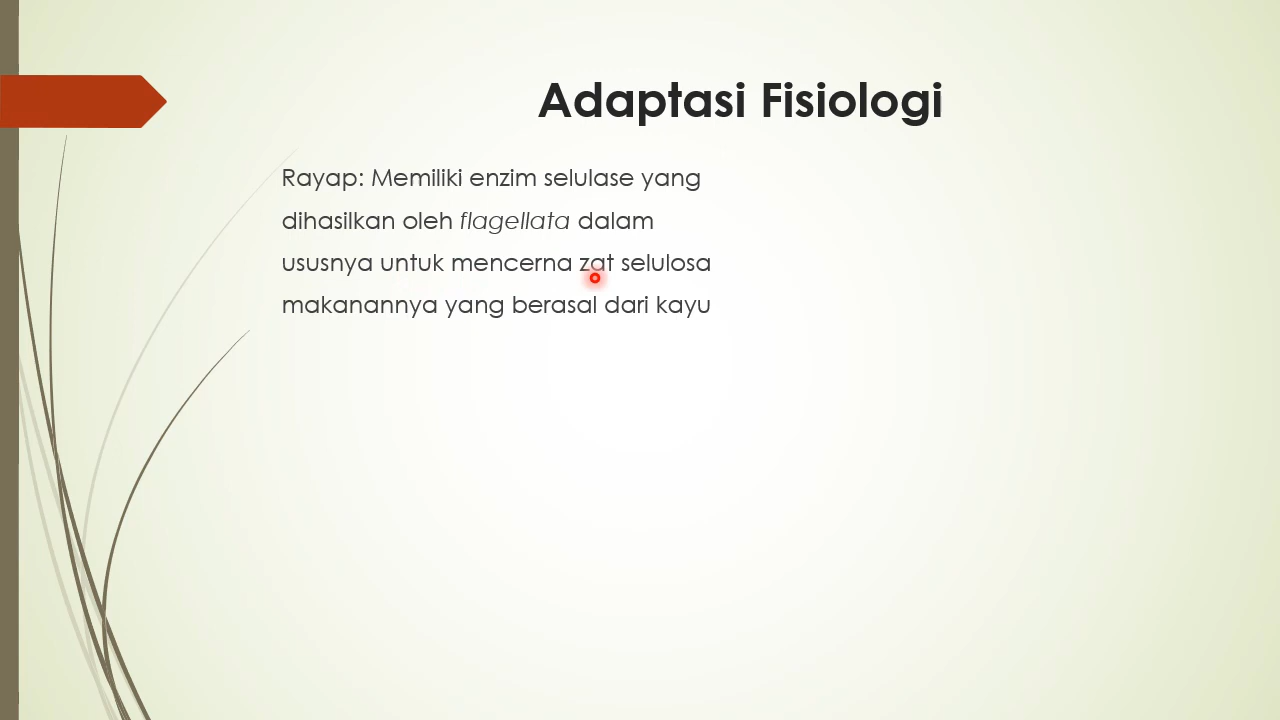 Adaptasi Fisiologi
Rayap: Memiliki enzim selulase yang
dihasilkan oleh flagellata dalam
ususnya untuk mencerna zat selulosa
makanannya yang berasal dari kayu